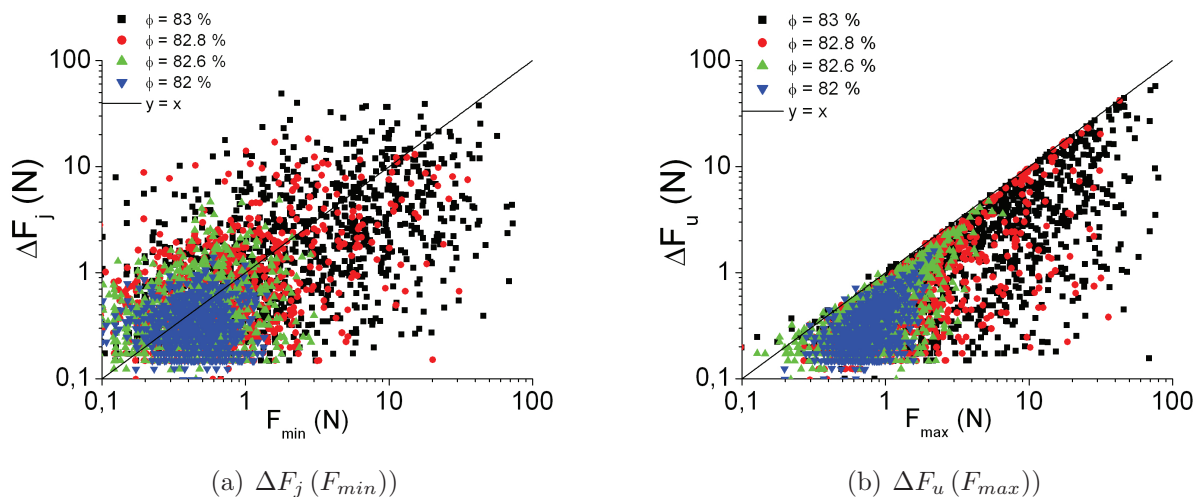 ϕ = 83 %
ϕ = 82.8 %
ϕ = 82.6 %
ϕ = 82 %
y = x
100
10
1
0,1
ΔF_j (N)
0,1
1
10
100
F_min (N)
(a) ΔF_j (F_min))
ϕ = 83 %
ϕ = 82.8 %
ϕ = 82.6 %
ϕ = 82 %
y = x
100
10
1
0,1
ΔF_u (N)
0,1
1
10
100
F_max (N)
(b) ΔF_u (F_max))